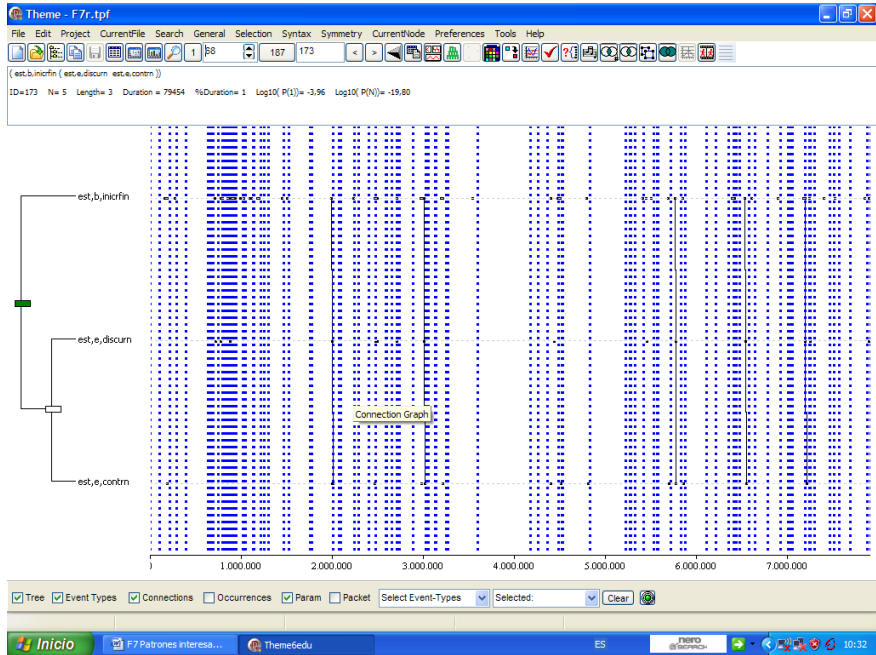 Theme - F7r.tpf
File Edit Project CurrentFile Search General Selection Syntax Symmetry CurrentNode Preferences Tools Help
1 38 187 173 < >
( est,b,inicrfin ( est,e,discurn est,e,contrn ))
ID=173 N= 5 Length= 3 Duration = 79454 %Duration= 1 Log10( P(1))= -3,96 Log10( P(N))= -19,80
est,b,inicrfin
est,e,discurn
Connection Graph
est,e,contrn
1.000.000 2.000.000 3.000.000 4.000.000 5.000.000 6.000.000 7.000.000
Tree Event Types Connections Occurrences Param Packet Select Event-Types Selected: Clear
Inicio F7 Patrones interesa... Theme6edu ES nero SEARCH 10:32